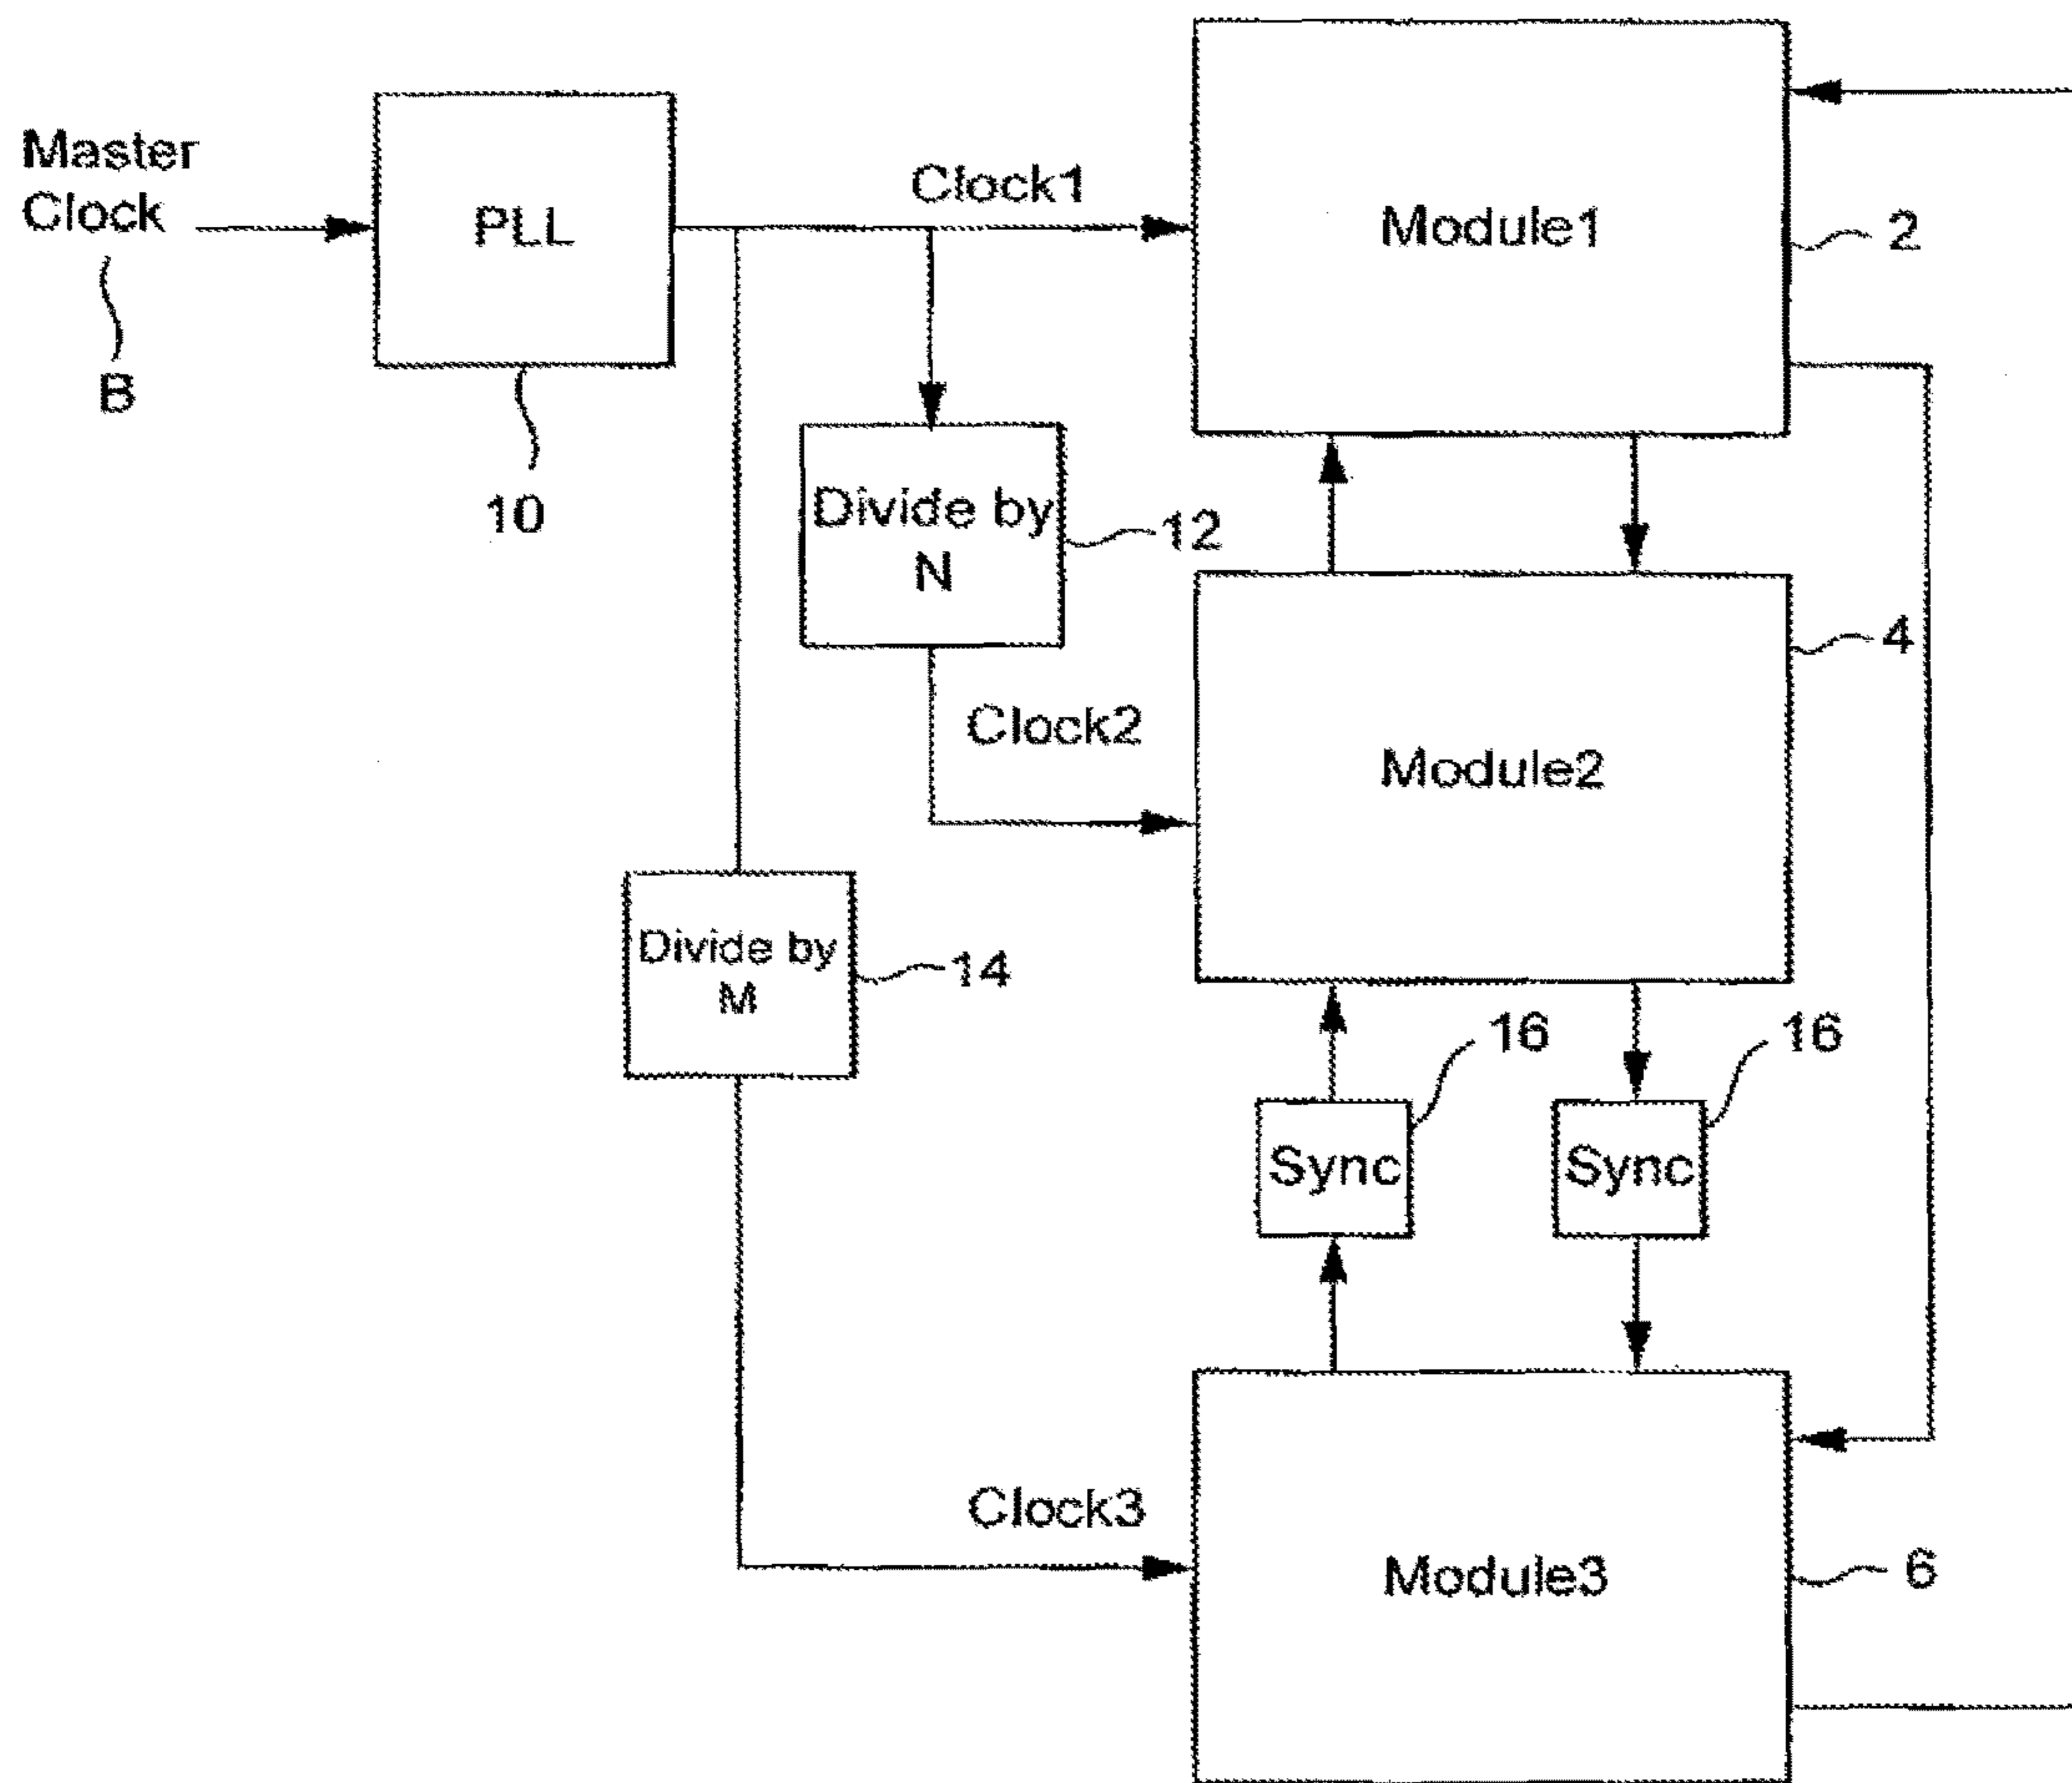 Master
Clock
B
PLL
10
Clock1
Module1
2
Divide by
N
12
Clock2
Module2
4
Divide by
M
14
16
16
Sync
Sync
Clock3
Module3
6